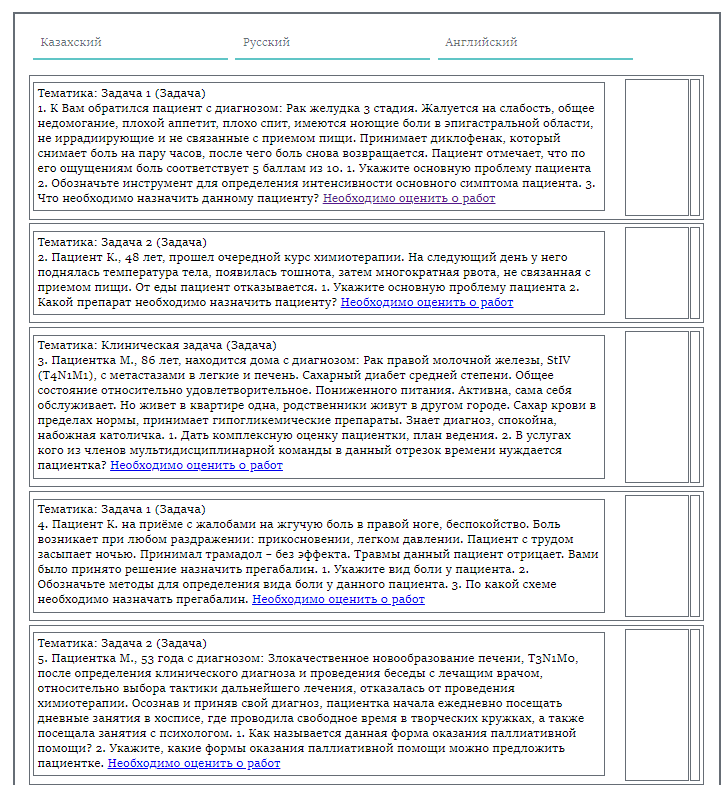 Казахский Русский Английский
Тематика: Задача 1 (Задача)
1. К Вам обратился пациент с диагнозом: Рак желудка 3 стадия. Жалуется на слабость, общее
недомогание, плохой аппетит, плохо спит, имеются ноющие боли в эпигастральной области,
не иррадиирующие и не связанные с приемом пищи. Принимает диклофенак, который
снимает боль на пару часов, после чего боль снова возвращается. Пациент отмечает, что по
его ощущениям боль соответствует 5 баллам из 10. 1. Укажите основную проблему пациента
2. Обозначьте инструмент для определения интенсивности основного симптома пациента. 3.
Что необходимо назначить данному пациенту? Необходимо оценить 0 работ
Тематика: Задача 2 (Задача)
2. Пациент К., 48 лет, прошел очередной курс химиотерапии. На следующий день у него
поднялась температура тела, появилась тошнота, затем многократная рвота, не связанная с
приемом пищи. От еды пациент отказывается. 1. Укажите основную проблему пациента 2.
Какой препарат необходимо назначить пациенту? Необходимо оценить 0 работ
Тематика: Клиническая задача (Задача)
3. Пациентка М., 86 лет, находится дома с диагнозом: Рак правой молочной железы, StIV
(T4N1M1), с метастазами в легкие и печень. Сахарный диабет средней степени. Общее
состояние относительно удовлетворительное. Пониженного питания. Активна, сама себя
обслуживает. Но живет в квартире одна, родственники живут в другом городе. Сахар крови в
пределах нормы, принимает гипогликемические препараты. Знает диагноз, спокойна,
набожная католичка. 1. Дать комплексную оценку пациентки, план ведения. 2. В услугах
кого из членов мультидисциплинарной команды в данный отрезок времени нуждается
пациентка? Необходимо оценить 0 работ
Тематика: Задача 1 (Задача)
4. Пациент К. на приёме с жалобами на жгучую боль в правой ноге, беспокойство. Боль
возникает при любом раздражении: прикосновении, легком давлении. Пациент с трудом
засыпает ночью. Принимал трамадол – без эффекта. Травмы данный пациент отрицает. Вами
было принято решение назначить прегабалин. 1. Укажите вид боли у пациента. 2.
Обозначьте методы для определения вида боли у данного пациента. 3. По какой схеме
необходимо назначать прегабалин. Необходимо оценить 0 работ
Тематика: Задача 2 (Задача)
5. Пациентка М., 53 года с диагнозом: Злокачественное новообразование печени, T3N1M0,
после определения клинического диагноза и проведения беседы с лечащим врачом,
относительно выбора тактики дальнейшего лечения, отказалась от проведения
химиотерапии. Осознав и приняв свой диагноз, пациентка начала ежедневно посещать
дневные занятия в хосписе, где проводила свободное время в творческих кружках, а также
посещала занятия с психологом. 1. Как называется данная форма оказания паллиативной
помощи? 2. Укажите, какие формы оказания паллиативной помощи можно предложить
пациентке. Необходимо оценить 0 работ